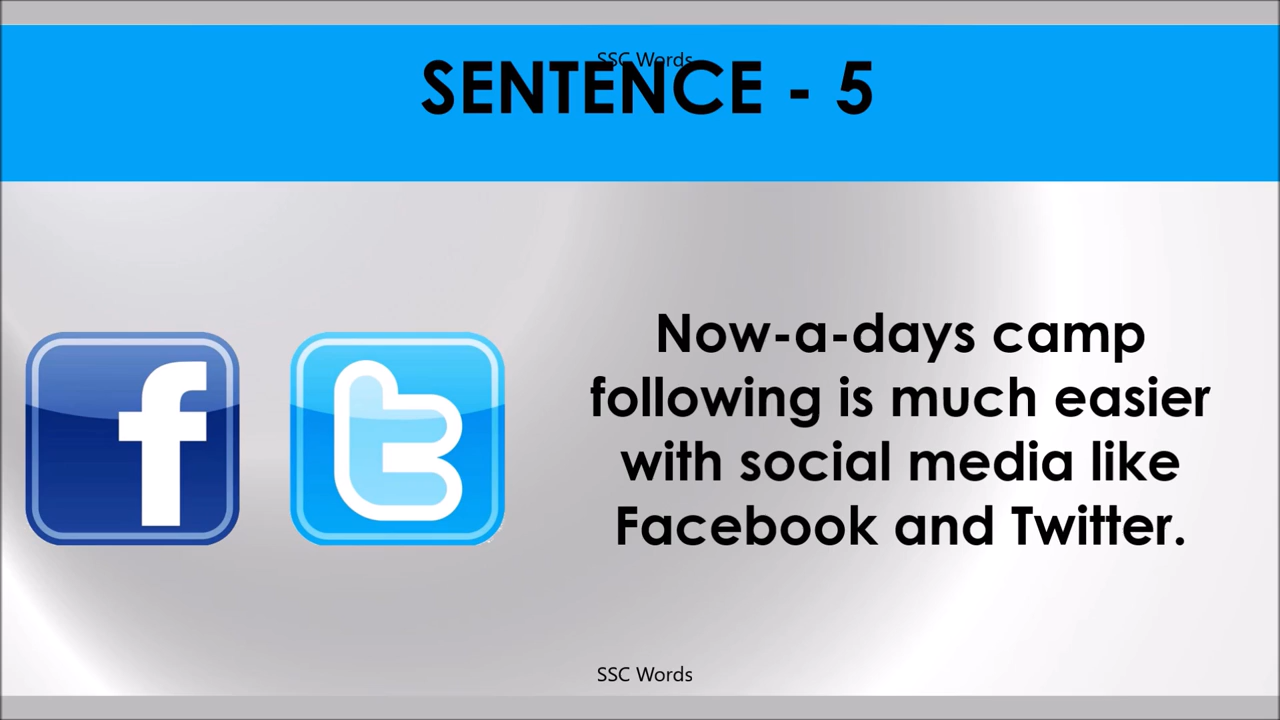 SSC Words
SENTENCE - 5
Now-a-days camp
following is much easier
with social media like
Facebook and Twitter.
SSC Words